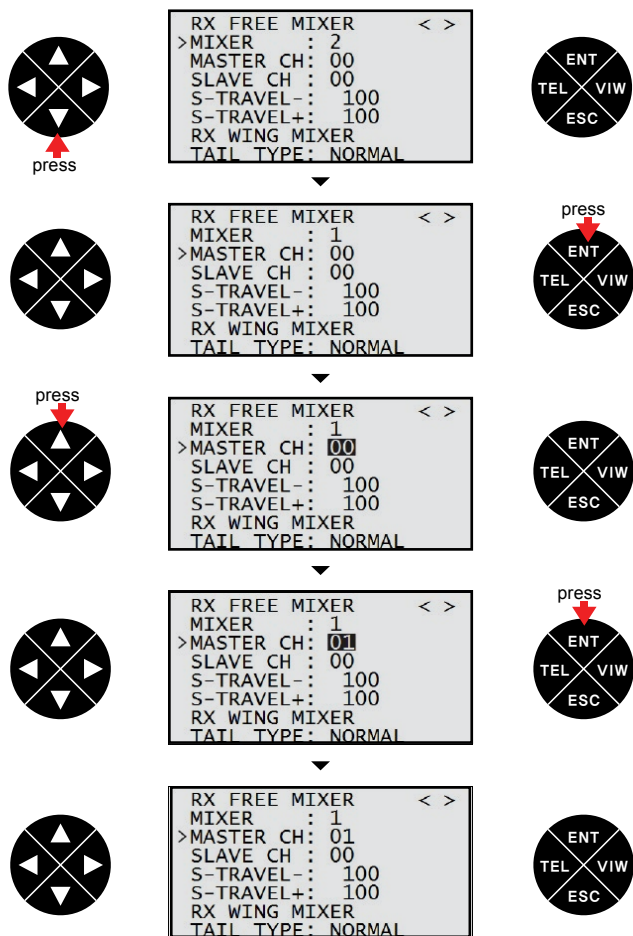 RX FREE MIXER < >
>MIXER : 2
MASTER CH: 00
SLAVE CH : 00
S-TRAVEL-: 100
S-TRAVEL+: 100
RX WING MIXER
TAIL TYPE: NORMAL
ENT
TEL VIW
ESC
press
RX FREE MIXER < >
MIXER : 1
>MASTER CH: 00
SLAVE CH : 00
S-TRAVEL-: 100
S-TRAVEL+: 100
RX WING MIXER
TAIL TYPE: NORMAL
press
ENT
TEL VIW
ESC
press
RX FREE MIXER < >
MIXER : 1
>MASTER CH: 00
SLAVE CH : 00
S-TRAVEL-: 100
S-TRAVEL+: 100
RX WING MIXER
TAIL TYPE: NORMAL
ENT
TEL VIW
ESC
RX FREE MIXER < >
MIXER : 1
>MASTER CH: 01
SLAVE CH : 00
S-TRAVEL-: 100
S-TRAVEL+: 100
RX WING MIXER
TAIL TYPE: NORMAL
press
ENT
TEL VIW
ESC
RX FREE MIXER < >
MIXER : 1
>MASTER CH: 01
SLAVE CH : 00
S-TRAVEL-: 100
S-TRAVEL+: 100
RX WING MIXER
TAIL TYPE: NORMAL
ENT
TEL VIW
ESC